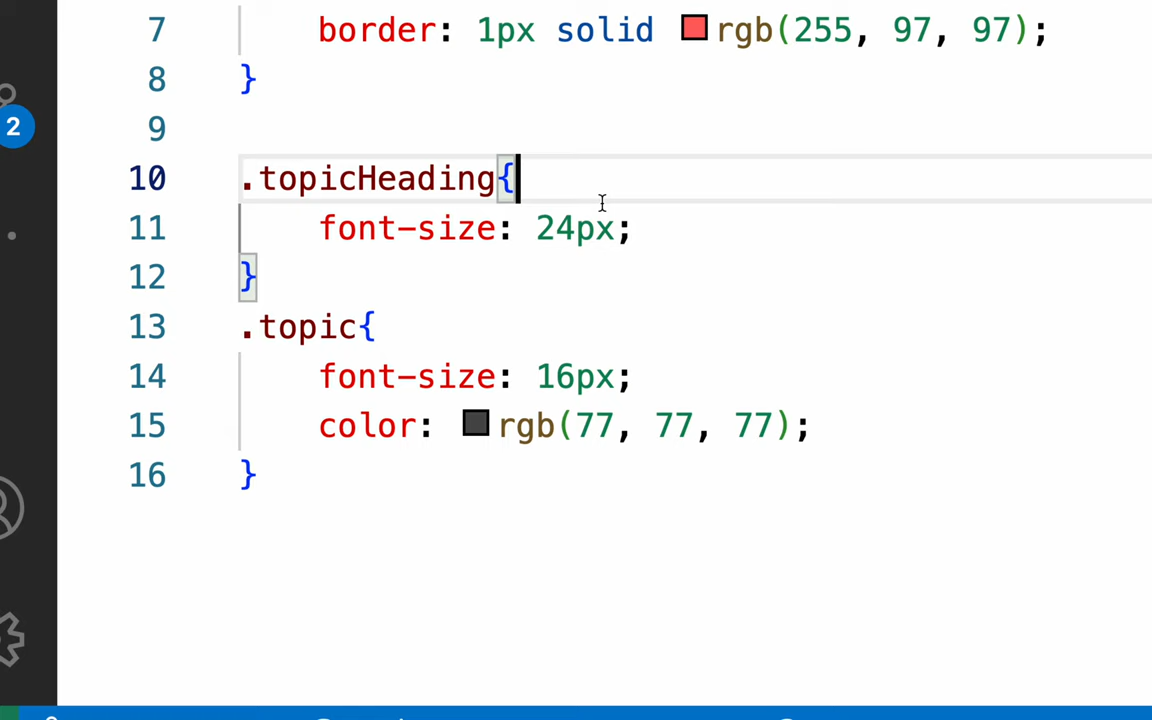 7 border: 1px solid rgb(255, 97, 97);
8 }
9
10 .topicHeading{
11 font-size: 24px;
12 }
13 .topic{
14 font-size: 16px;
15 color: rgb(77, 77, 77);
16 }
2